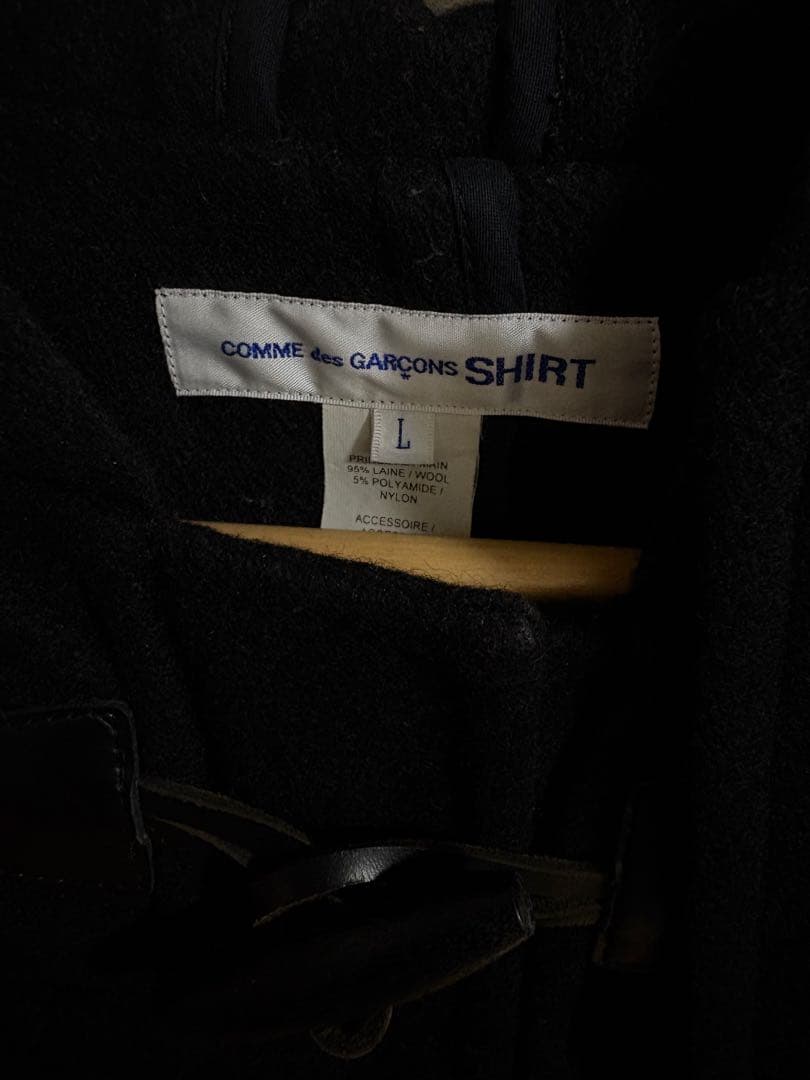 COMME des GARÇONS SHIRT
L
95% LAINE / WOOL
5% POLYAMIDE /
NYLON
ACCESSOIRE /